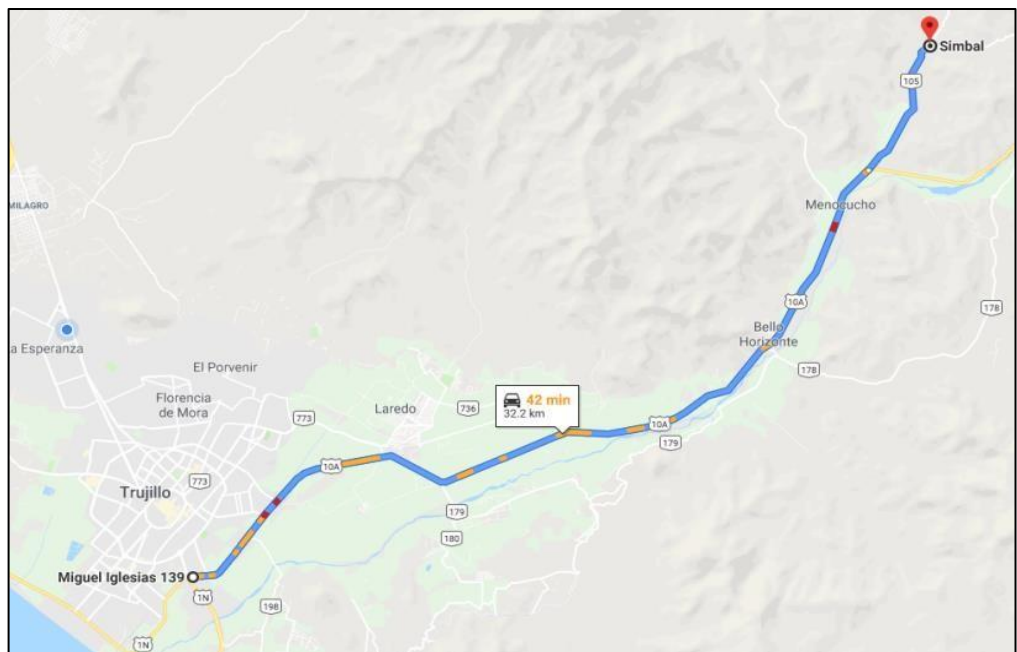 Simbal
105
MILAGRO
Menocucho
178
10A
a Esperanza
Bello
Horizonte
178
El Porvenir
Florencia
de Mora
42 min
32.2 km
Laredo
736
773
10A
179
10A
773
Trujillo
179
180
Miguel Iglesias 139
1N
198
1N